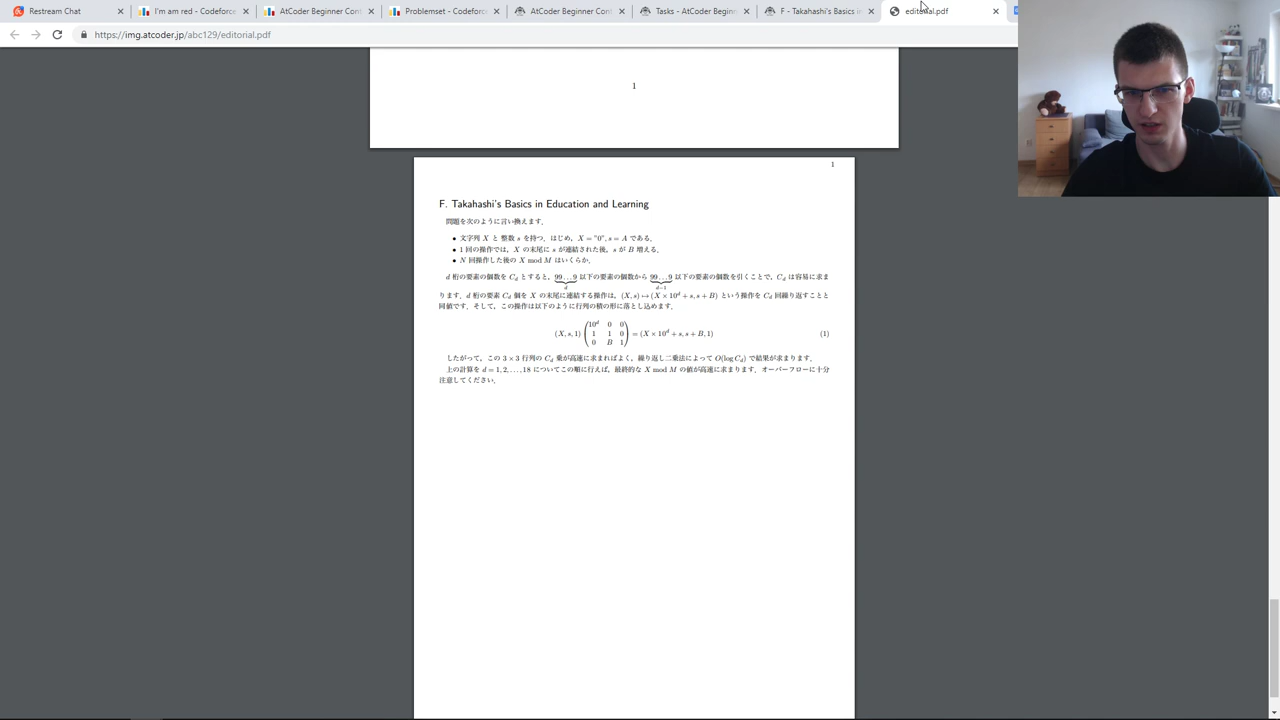 Restream Chat
I'm am red - Codeforce
AtCoder Beginner Cont
Problemset - Codeforce
AtCoder Beginner Cont
Tasks - AtCoder Beginn
F - Takahashi's Basics in
editorial.pdf
https://img.atcoder.jp/abc129/editorial.pdf
1
1
F. Takahashi's Basics in Education and Learning
問題を次のように言い換えます．
• 文字列 X と 整数 s を持つ．はじめ，X = "0", s = A である．
• 1 回の操作では，X の末尾に s が連結された後，s が B 増える．
• N 回操作した後の X mod M はいくらか．
d 桁の要素の個数を C_d とすると，99...9 以下の要素の個数から 99...9 以下の要素の個数を引くことで，C_d は容易に求ま
d d−1
ります．d 桁の要素 C_d 個を X の末尾に連結する操作は，(X, s) ↦ (X × 10^d + s, s + B) という操作を C_d 回繰り返すことと
同値です．そして，この操作は以下のように行列の積の形に落とし込めます．
10^d 0 0
(X, s, 1) ( 1 1 0 ) = (X × 10^d + s, s + B, 1) (1)
0 B 1
したがって，この 3 × 3 行列の C_d 乗が高速に求まればよく，繰り返し二乗法によって O(log C_d) で結果が求まります．
上の計算を d = 1, 2, . . . , 18 についてこの順に行えば，最終的な X mod M の値が高速に求まります．オーバーフローに十分
注意してください．